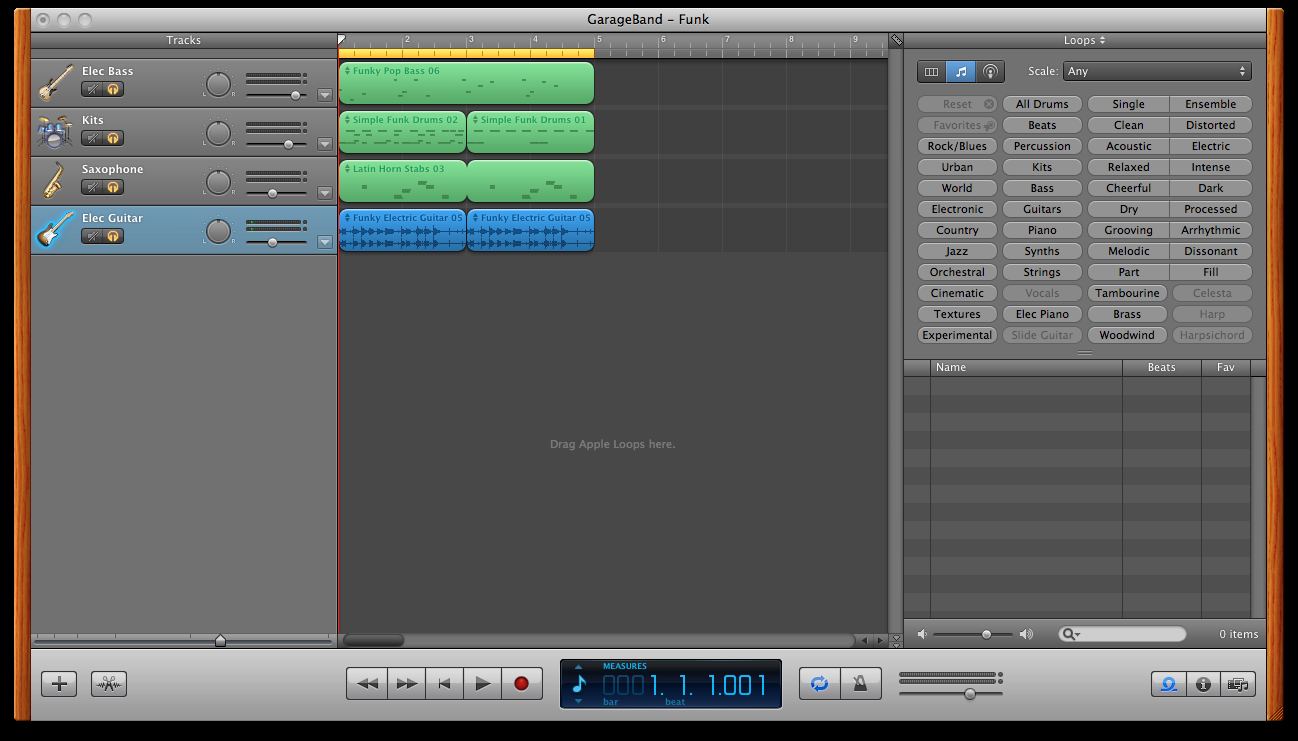 GarageBand – Funk
Tracks
2 3 4 5 6 7 8 9
Loops
Elec Bass
L R
Funky Pop Bass 06
Scale: Any
Kits
L R
Simple Funk Drums 02 Simple Funk Drums 01
Saxophone
L R
Latin Horn Stabs 03
Elec Guitar
L R
Funky Electric Guitar 05 Funky Electric Guitar 05
Reset All Drums Single Ensemble
Favorites Beats Clean Distorted
Rock/Blues Percussion Acoustic Electric
Urban Kits Relaxed Intense
World Bass Cheerful Dark
Electronic Guitars Dry Processed
Country Piano Grooving Arrhythmic
Jazz Synths Melodic Dissonant
Orchestral Strings Part Fill
Cinematic Vocals Tambourine Celesta
Textures Elec Piano Brass Harp
Experimental Slide Guitar Woodwind Harpsichord
Name Beats Fav
Drag Apple Loops here.
0 items
MEASURES
0001. 1. 1.001
bar beat